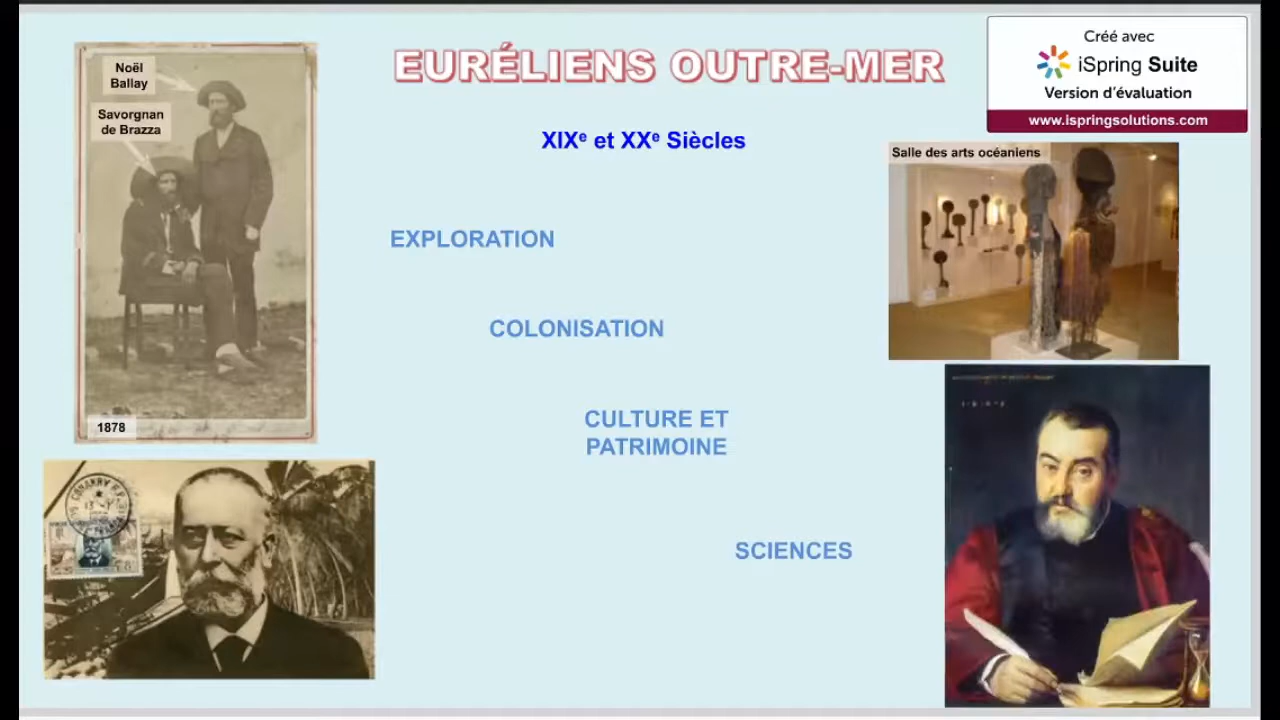 EURÉLIENS OUTRE-MER
XIXe et XXe Siècles
Noël
Ballay
Savorgnan
de Brazza
1878
EXPLORATION
COLONISATION
CULTURE ET
PATRIMOINE
SCIENCES
Créé avec
iSpring Suite
Version d'évaluation
www.ispringsolutions.com
Salle des arts océaniens
CONAKRY